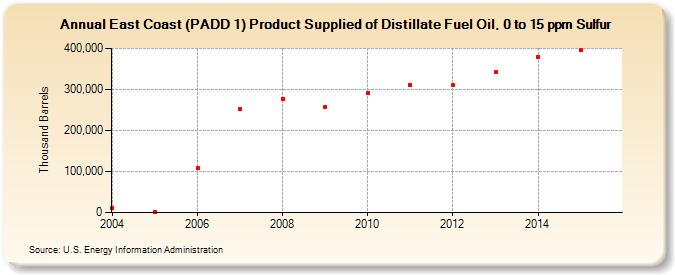 Annual East Coast (PADD 1) Product Supplied of Distillate Fuel Oil, 0 to 15 ppm Sulfur
Thousand Barrels
400,000
300,000
200,000
100,000
0
2004 2006 2008 2010 2012 2014
Source: U.S. Energy Information Administration